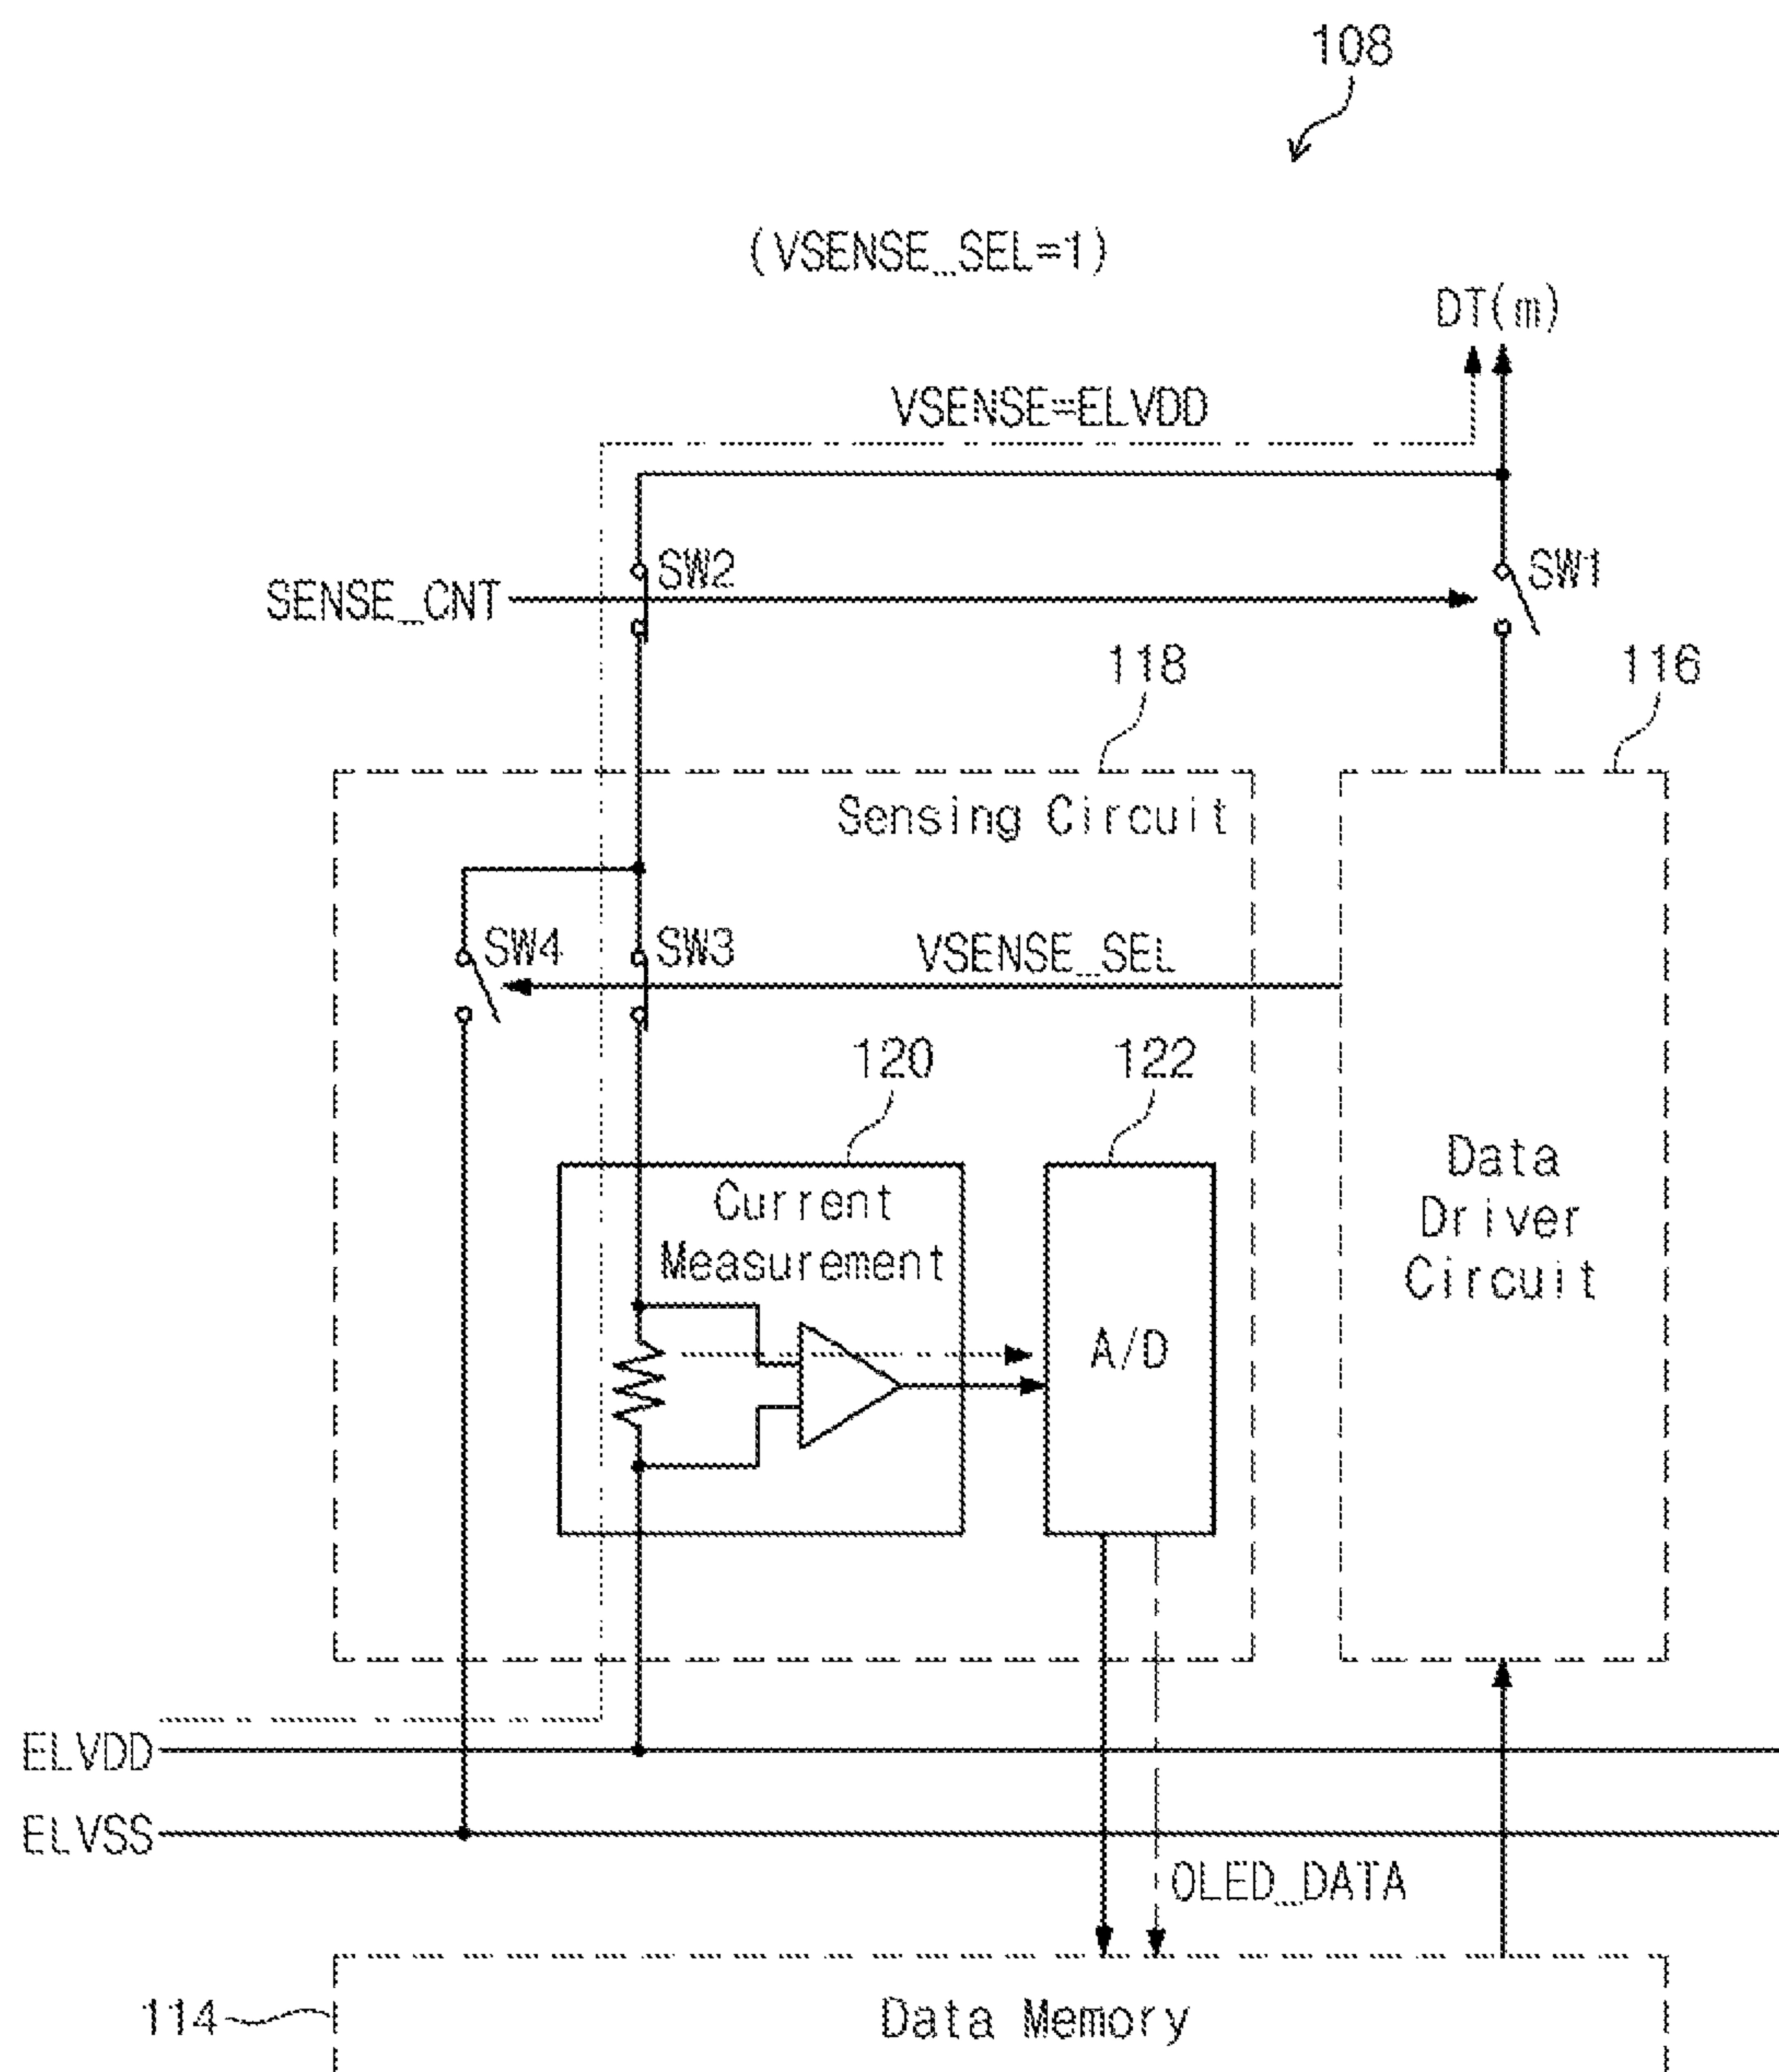 108
(VSENSE_SEL=1)
DT(m)
VSENSE=ELVDD
SW2
SW1
SENSE_CNT
118
116
Sensing Circuit
SW4
SW3
VSENSE_SEL
120
122
Current
Measurement
A/D
Data
Driver
Circuit
ELVDD
ELVSS
OLED_DATA
114
Data Memory